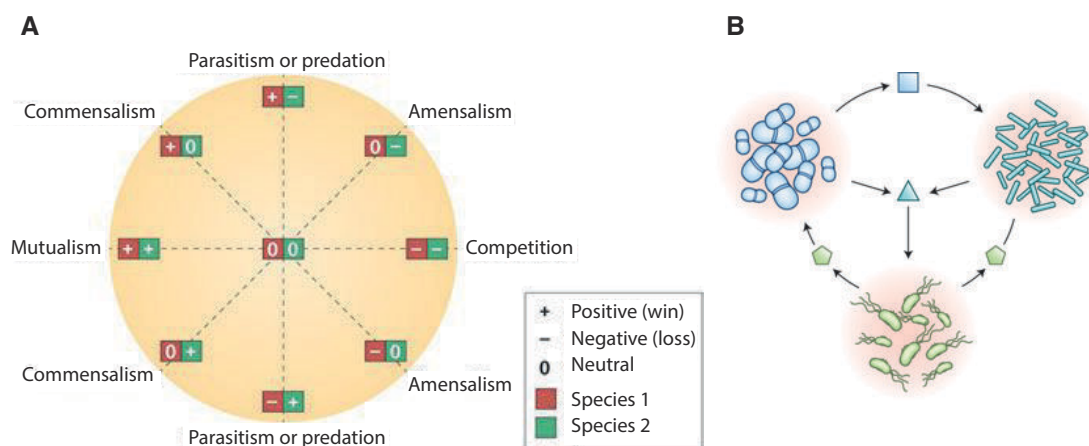 A
B
Parasitism or predation
+ −
Commensalism
Amensalism
+ 0
0 −
Mutualism
+ +
0 0
− −
Competition
0 +
− 0
Commensalism
Amensalism
− +
Parasitism or predation
+ Positive (win)
− Negative (loss)
0 Neutral
Species 1
Species 2